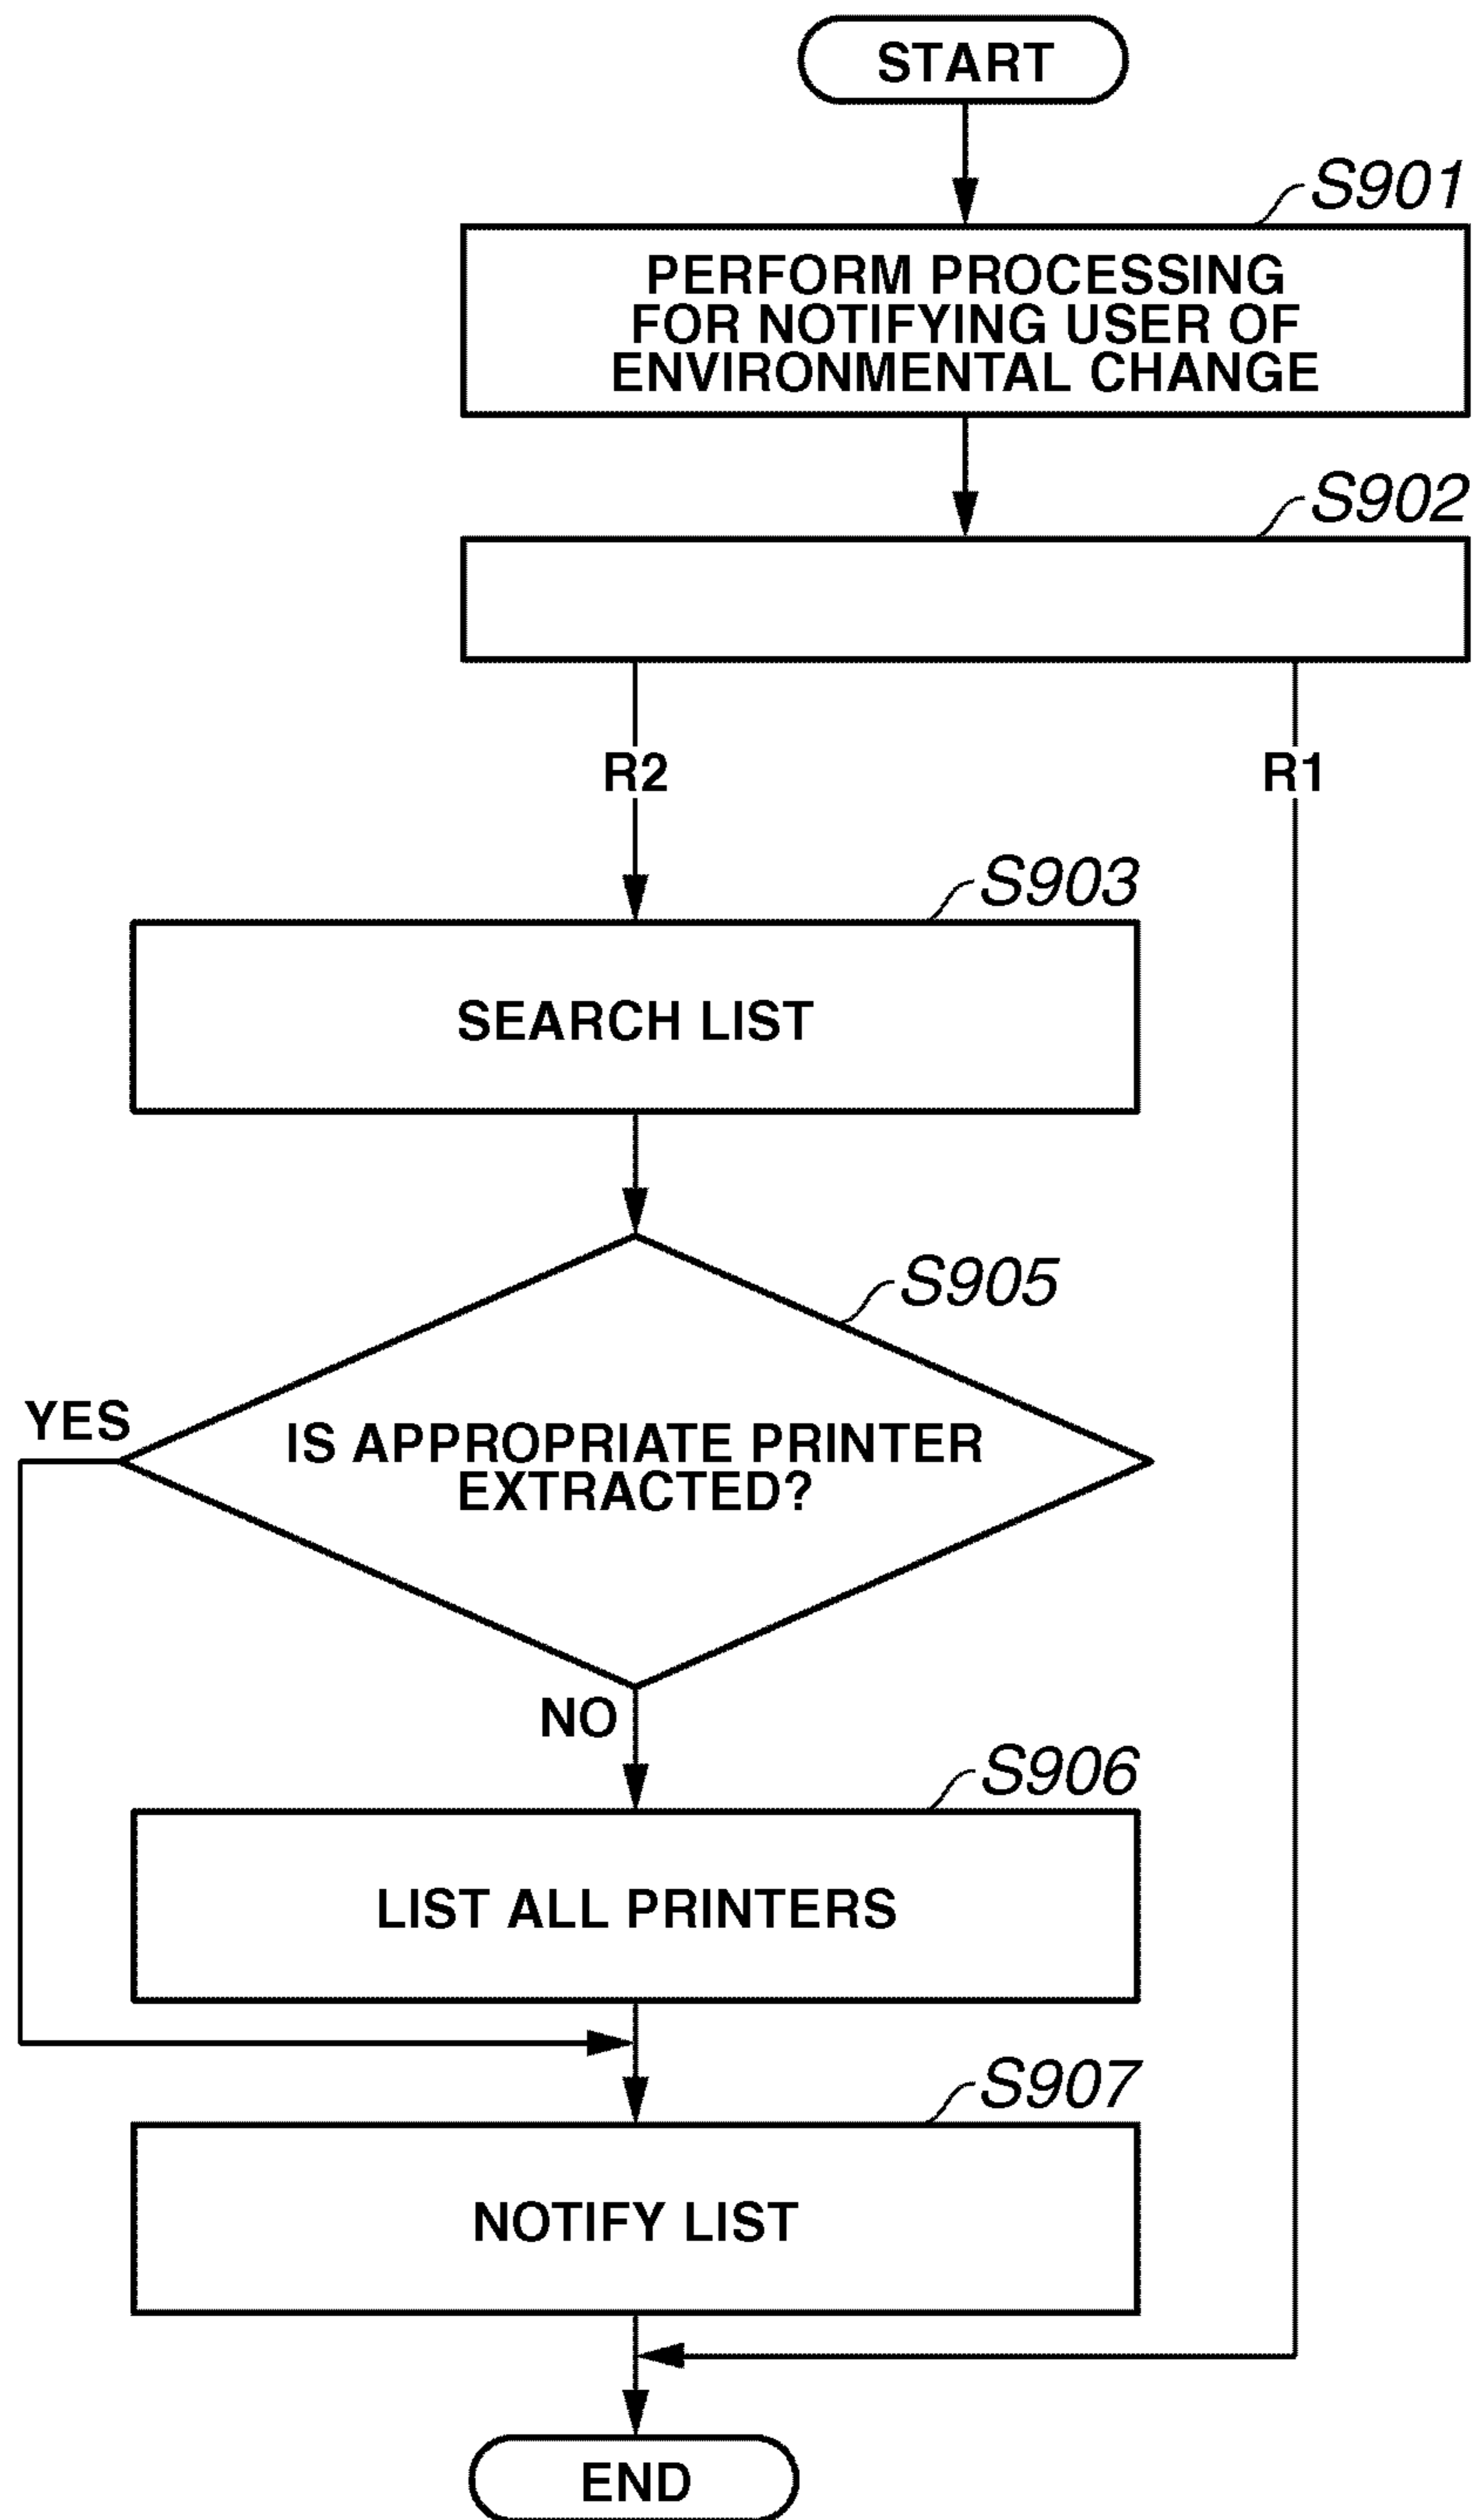 START
S901
PERFORM PROCESSING
FOR NOTIFYING USER OF
ENVIRONMENTAL CHANGE
S902
R2
R1
S903
SEARCH LIST
S905
YES
IS APPROPRIATE PRINTER
EXTRACTED?
NO
S906
LIST ALL PRINTERS
S907
NOTIFY LIST
END